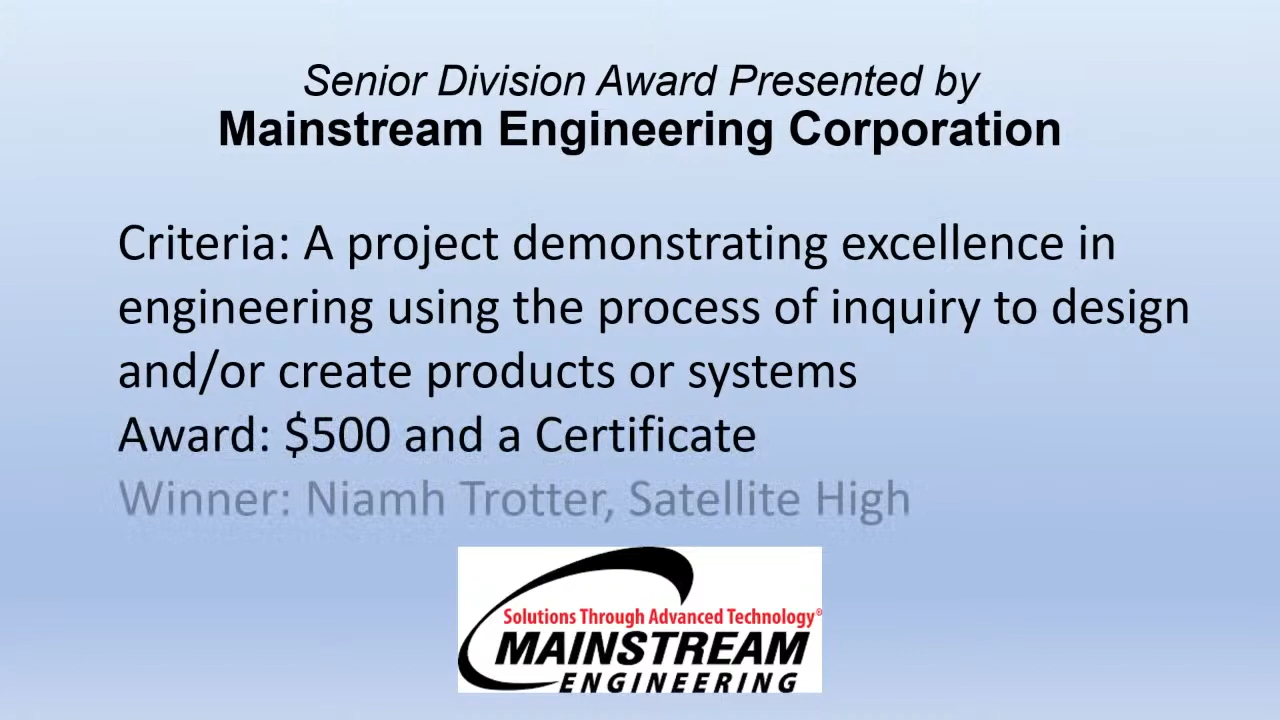 Senior Division Award Presented by
Mainstream Engineering Corporation
Criteria: A project demonstrating excellence in
engineering using the process of inquiry to design
and/or create products or systems
Award: $500 and a Certificate
Winner: Niamh Trotter, Satellite High
Solutions Through Advanced Technology®
MAINSTREAM
ENGINEERING